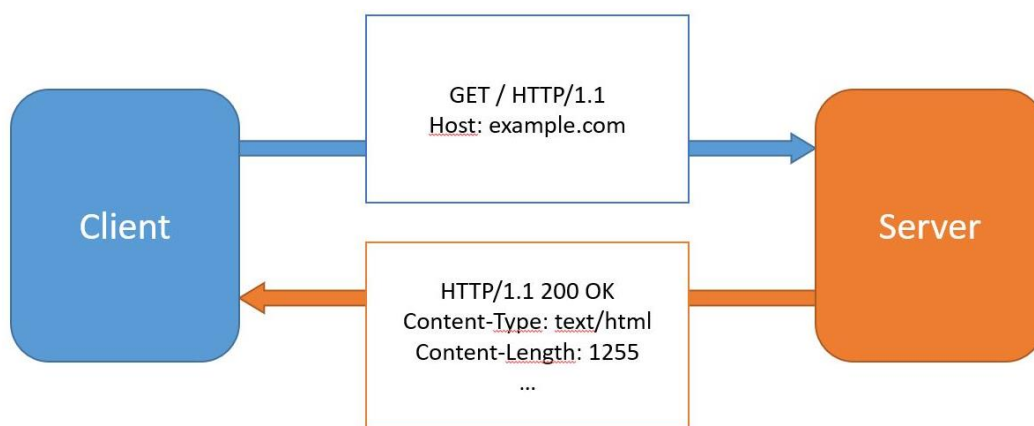 GET / HTTP/1.1
Host: example.com
Client
Server
HTTP/1.1 200 OK
Content-Type: text/html
Content-Length: 1255
...